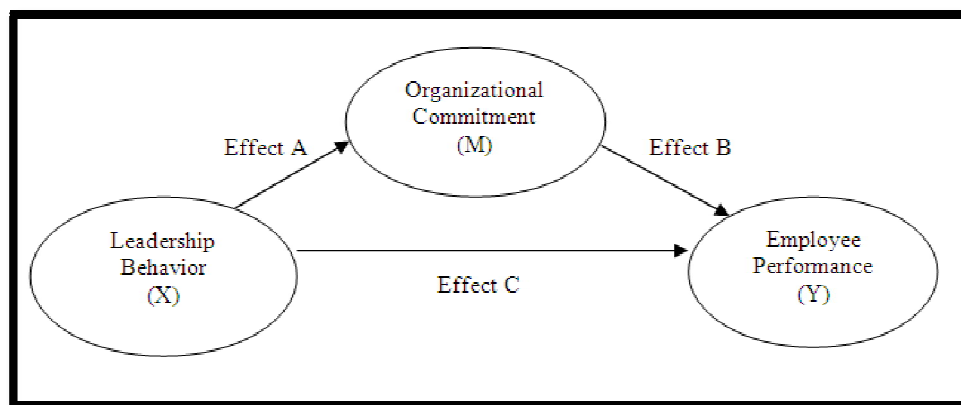 Organizational
Commitment
(M)
Effect A
Effect B
Leadership
Behavior
(X)
Employee
Performance
(Y)
Effect C